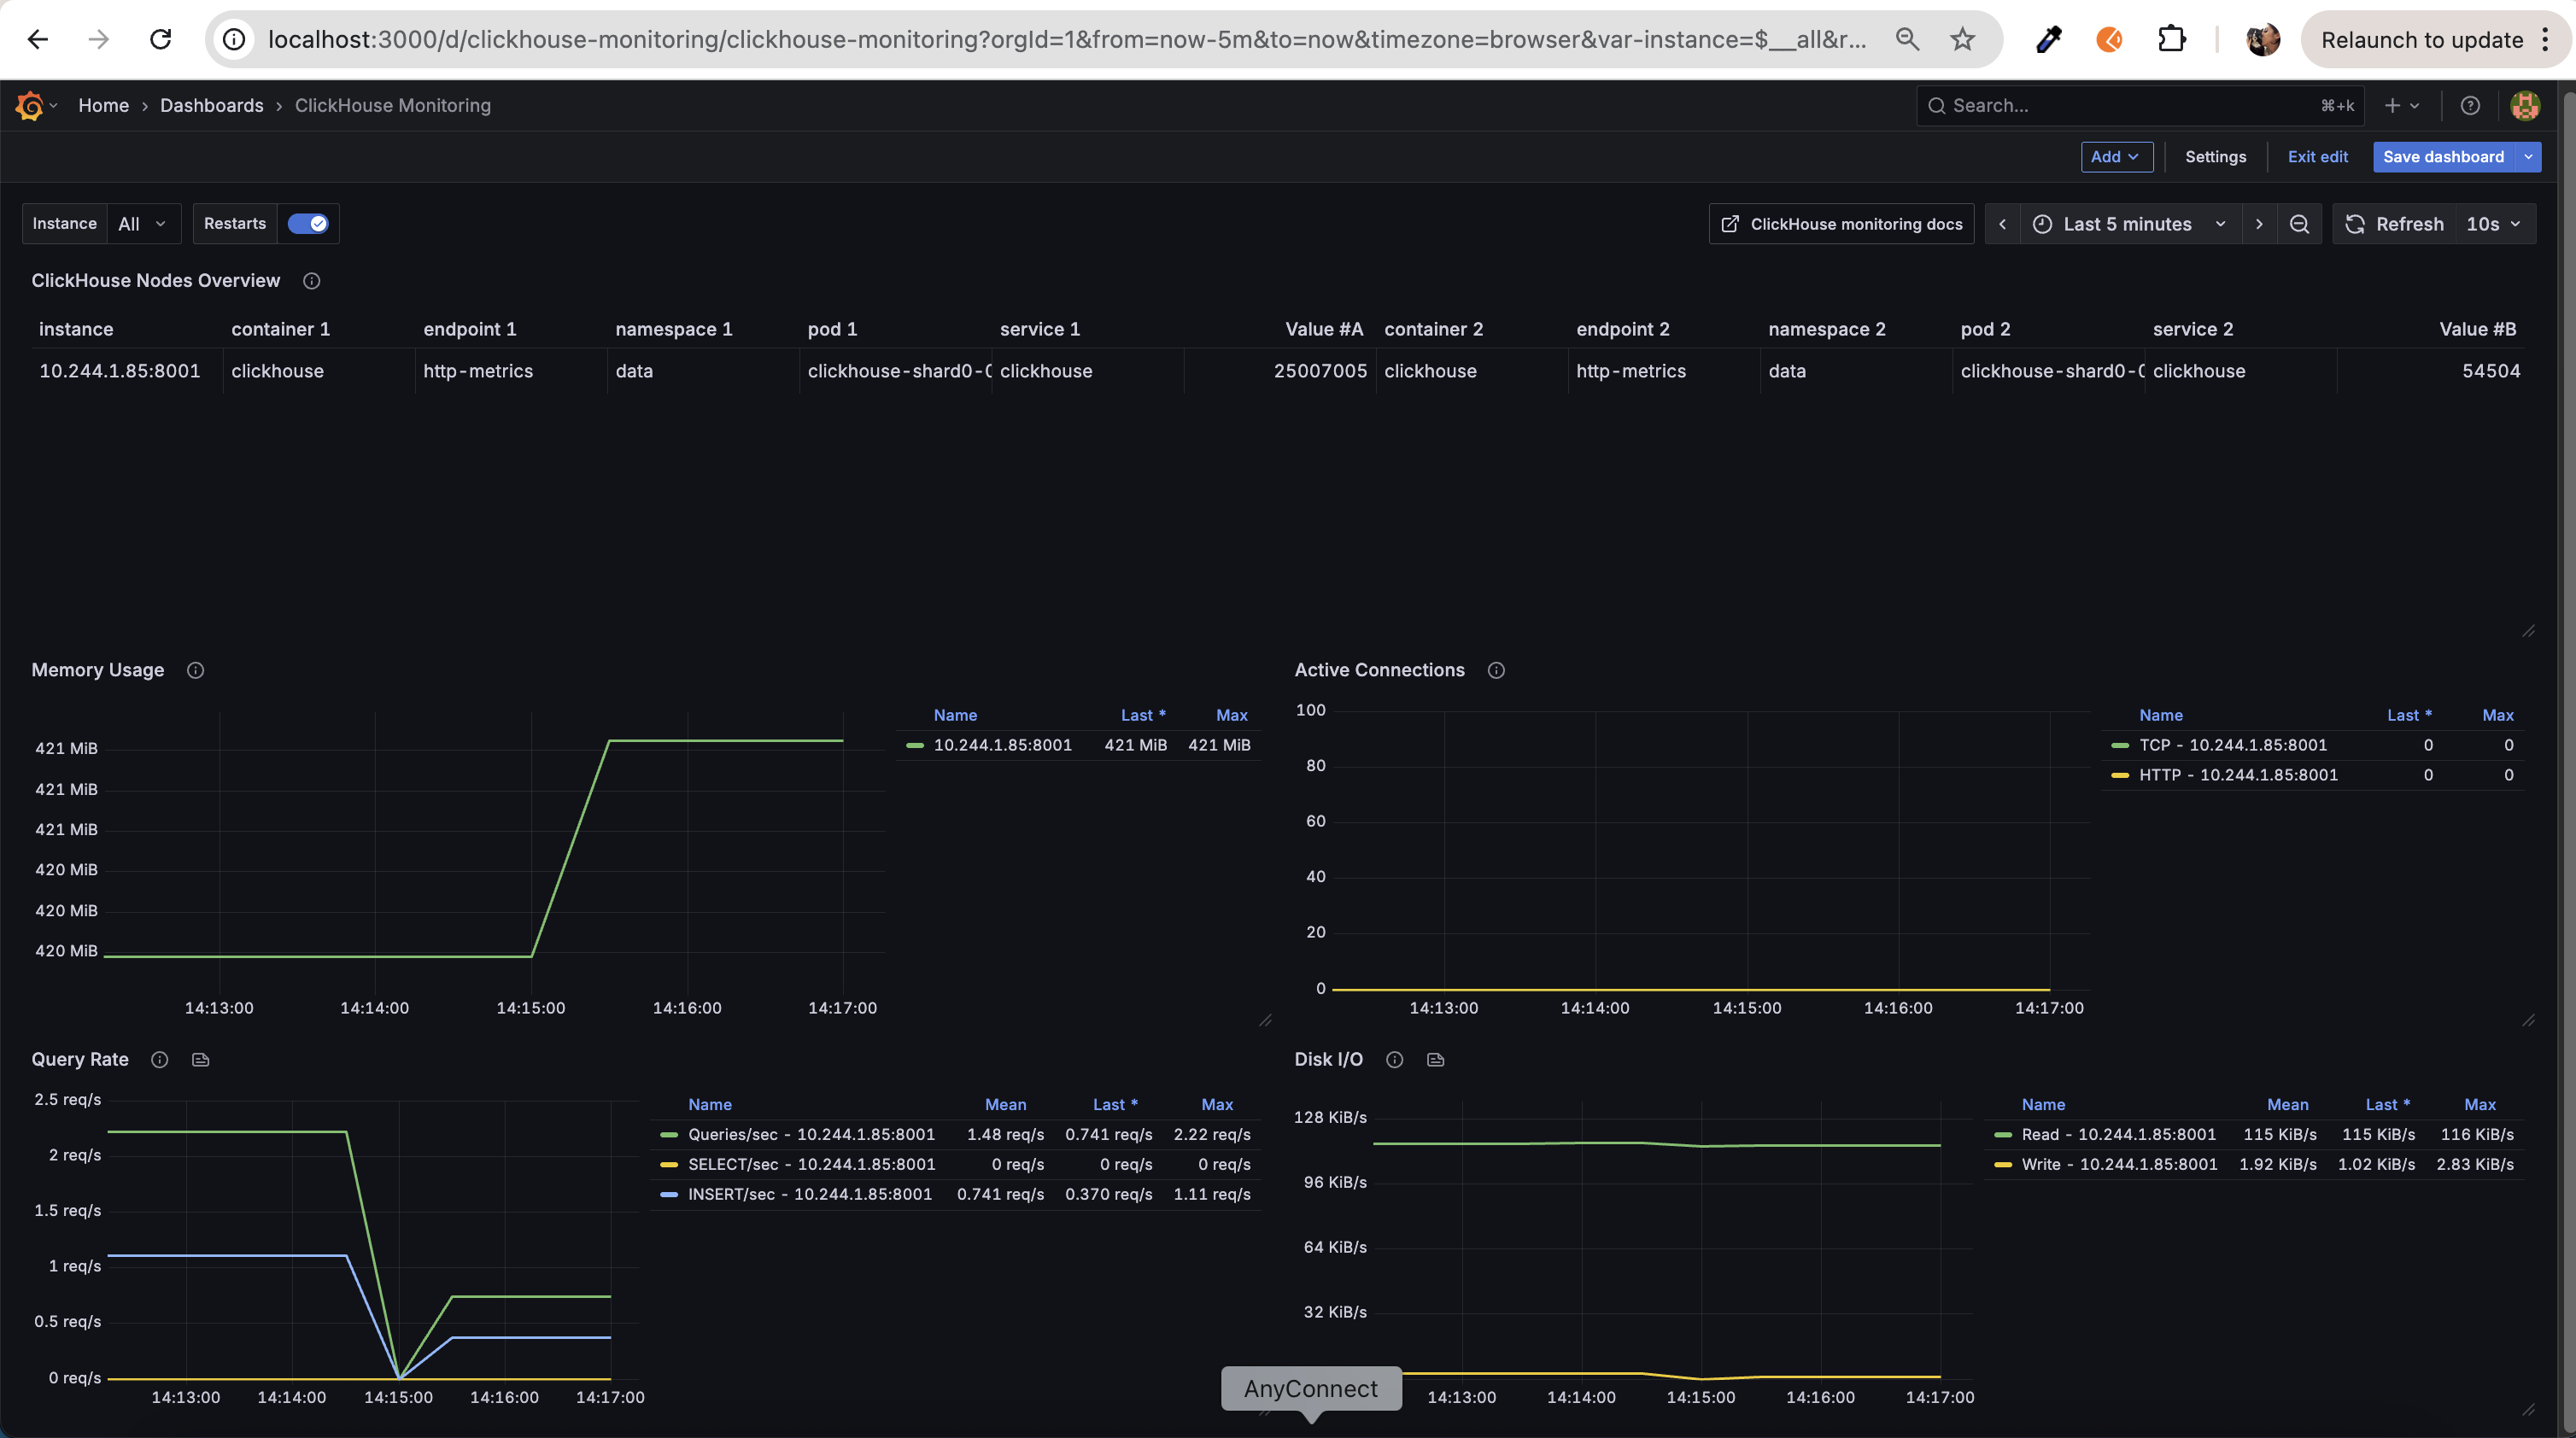 localhost:3000/d/clickhouse-monitoring/clickhouse-monitoring?orgId=1&from=now-5m&to=now&timezone=browser&var-instance=$__all&r...
Relaunch to update
Home › Dashboards › ClickHouse Monitoring
Search...
⌘+k
Add
Settings
Exit edit
Save dashboard
Instance All
Restarts
ClickHouse monitoring docs
Last 5 minutes
Refresh 10s
ClickHouse Nodes Overview
instance container 1 endpoint 1 namespace 1 pod 1 service 1 Value #A container 2 endpoint 2 namespace 2 pod 2 service 2 Value #B
10.244.1.85:8001 clickhouse http-metrics data clickhouse-shard0-0 clickhouse 25007005 clickhouse http-metrics data clickhouse-shard0-0 clickhouse 54504
Memory Usage
421 MiB
421 MiB
421 MiB
420 MiB
420 MiB
420 MiB
14:13:00 14:14:00 14:15:00 14:16:00 14:17:00
Name Last * Max
10.244.1.85:8001 421 MiB 421 MiB
Active Connections
100
80
60
40
20
0
14:13:00 14:14:00 14:15:00 14:16:00 14:17:00
Name Last * Max
TCP - 10.244.1.85:8001 0 0
HTTP - 10.244.1.85:8001 0 0
Query Rate
2.5 req/s
2 req/s
1.5 req/s
1 req/s
0.5 req/s
0 req/s
14:13:00 14:14:00 14:15:00 14:16:00 14:17:00
Name Mean Last * Max
Queries/sec - 10.244.1.85:8001 1.48 req/s 0.741 req/s 2.22 req/s
SELECT/sec - 10.244.1.85:8001 0 req/s 0 req/s 0 req/s
INSERT/sec - 10.244.1.85:8001 0.741 req/s 0.370 req/s 1.11 req/s
Disk I/O
128 KiB/s
96 KiB/s
64 KiB/s
32 KiB/s
14:13:00 14:14:00 14:15:00 14:16:00 14:17:00
Name Mean Last * Max
Read - 10.244.1.85:8001 115 KiB/s 115 KiB/s 116 KiB/s
Write - 10.244.1.85:8001 1.92 KiB/s 1.02 KiB/s 2.83 KiB/s
AnyConnect